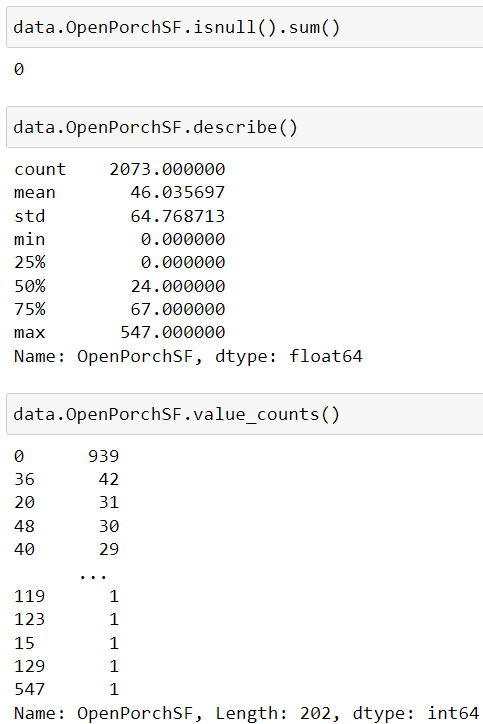 data.OpenPorchSF.isnull().sum()
0
data.OpenPorchSF.describe()
count 2073.000000
mean 46.035697
std 64.768713
min 0.000000
25% 0.000000
50% 24.000000
75% 67.000000
max 547.000000
Name: OpenPorchSF, dtype: float64
data.OpenPorchSF.value_counts()
0 939
36 42
20 31
48 30
40 29
...
119 1
123 1
15 1
129 1
547 1
Name: OpenPorchSF, Length: 202, dtype: int64